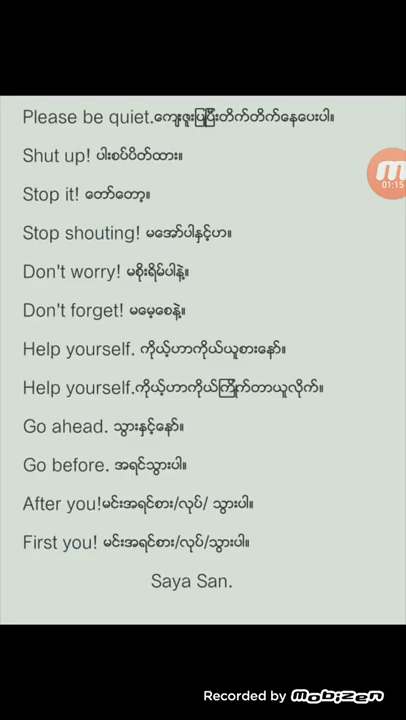 Please be quiet.ကျေးဇူးပြုပြီးတိတ်တိတ်နေပေးပါ။
Shut up! ပါးစပ်ပိတ်ထား။
Stop it! တော်တော့။
Stop shouting! မအော်ပါနှင့်ဟ။
Don't worry! မစိုးရိမ်ပါနဲ့။
Don't forget! မမေ့စေနဲ့။
Help yourself. ကိုယ့်ဟာကိုယ်ယူစားနော်။
Help yourself.ကိုယ့်ဟာကိုယ်ကြိုက်တာယူလိုက်။
Go ahead. သွားနှင့်နော်။
Go before. အရင်သွားပါ။
After you!မင်းအရင်စား/လုပ်/ သွားပါ။
First you! မင်းအရင်စား/လုပ်/သွားပါ။
Saya San.
01:15
Recorded by mobizen